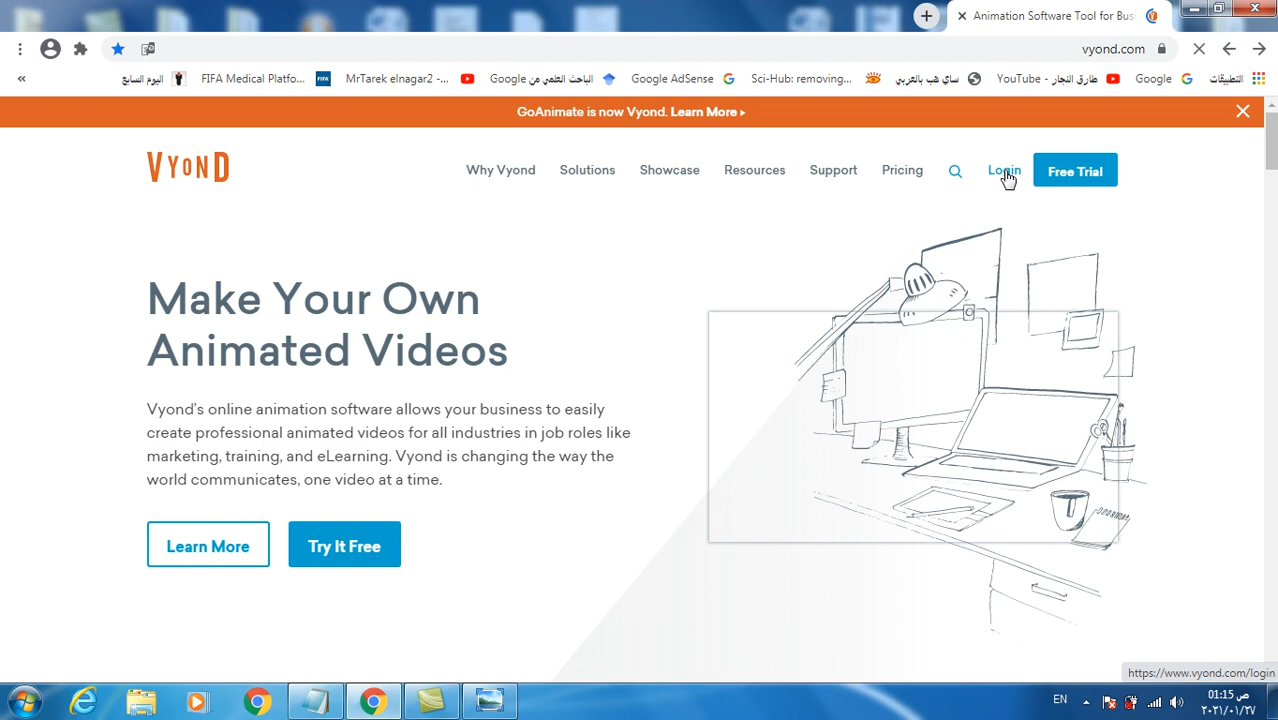 Animation Software Tool for Bus
vyond.com
التطبيقات
Google
طارق النجار - YouTube
ساي هب بالعربي
Sci-Hub: removing...
Google AdSense
الباحث العلمي من Google
MrTarek elnagar2 - ...
FIFA
FIFA Medical Platfo...
اليوم السابع
«
GoAnimate is now Vyond. Learn More ▸
VYOND
Why Vyond Solutions Showcase Resources Support Pricing Login Free Trial
Make Your Own
Animated Videos
Vyond's online animation software allows your business to easily
create professional animated videos for all industries in job roles like
marketing, training, and eLearning. Vyond is changing the way the
world communicates, one video at a time.
Learn More Try It Free
https://www.vyond.com/login
EN
01:15 ص
٢٠٢١/٠١/٢٧